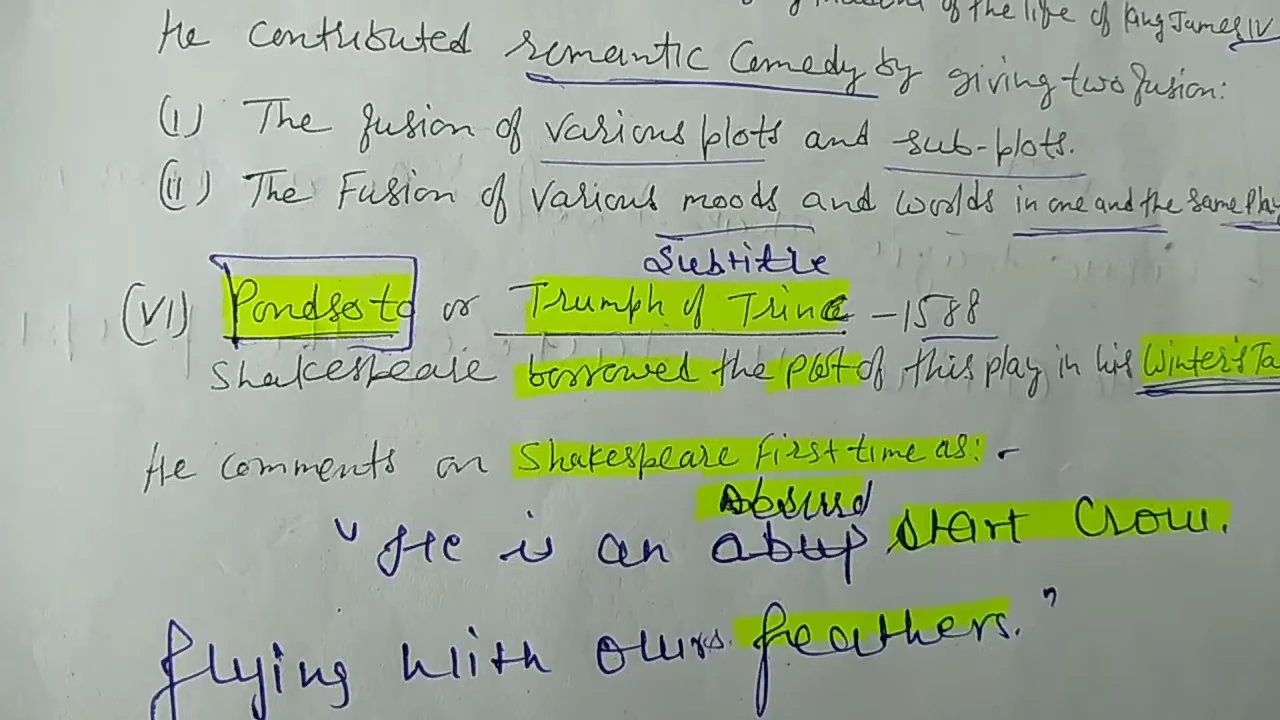 of the life of King James IV
He contributed romantic Comedy by giving two fusion:
(I) The fusion of various plots and sub-plots.
(II) The Fusion of various moods and worlds in one and the same Play
Subtitle
(VI) Pandosto or Trumph of Trine - 1588
Shakespeare borrowed the plot of this play in his Winter's Ta
He comments on Shakespeare First time as: -
Absurd
"He is an abup start Crow.
flying with ours. feathers."